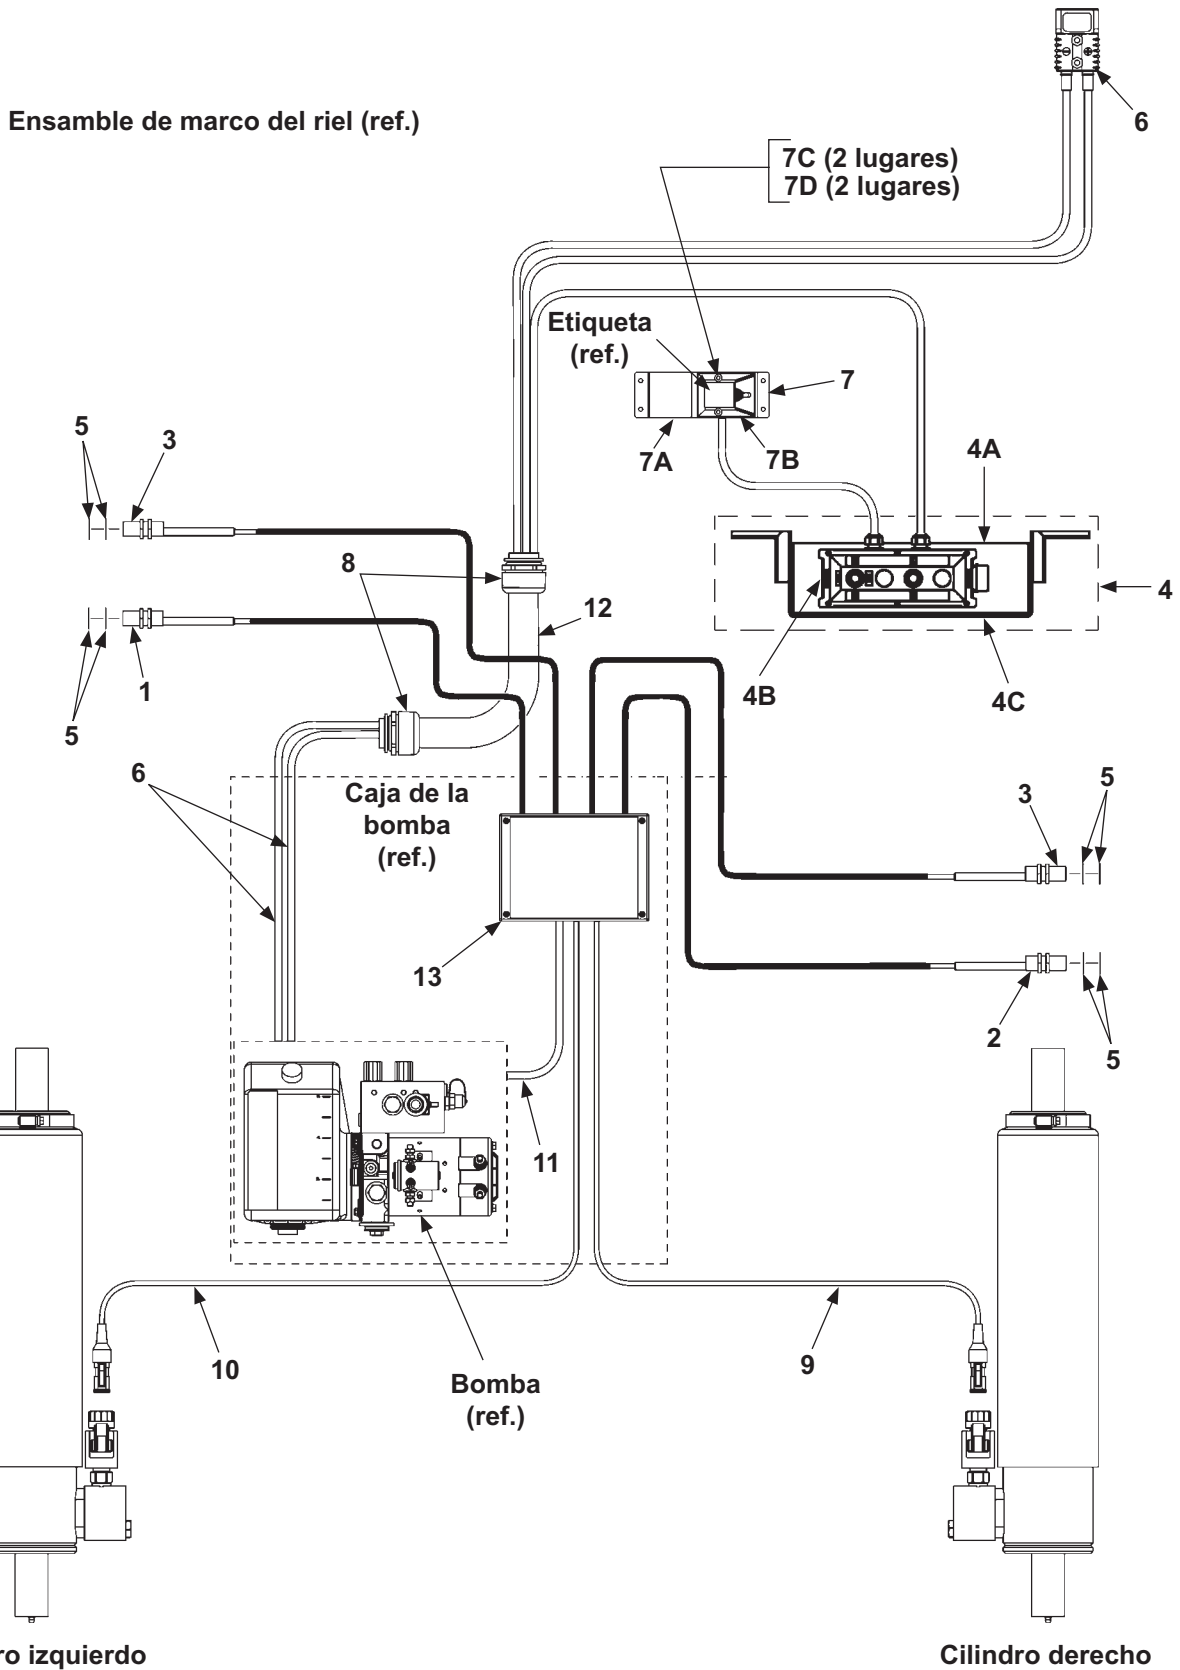 6
Ensamble de marco del riel (ref.)
7C (2 lugares)
7D (2 lugares)
Etiqueta
(ref.)
7
5
3
7A
7B
4A
8
4
12
1
4B
4C
5
6
Caja de la
bomba
(ref.)
5
3
13
2
5
11
10
9
Bomba
(ref.)
ro izquierdo
Cilindro derecho